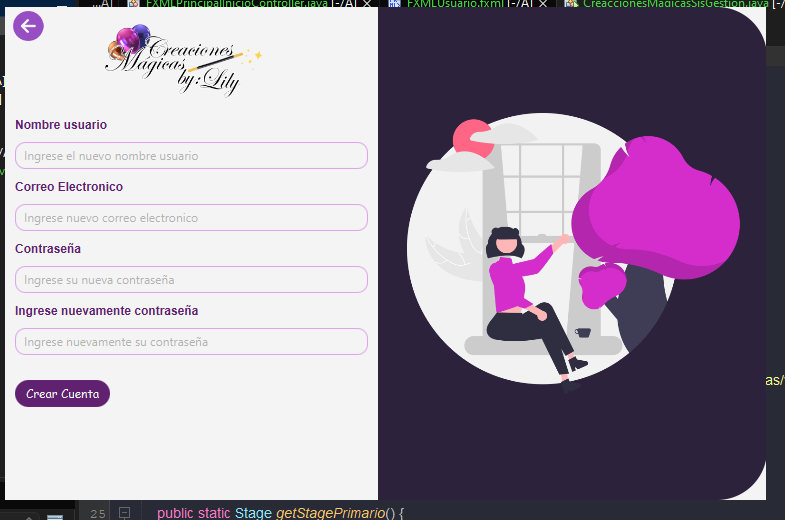 ...A] FXMLPrincipalInicioController.java [-/A] FXMLUsuario.fxml [-/A] CreaccionesMagicasSisGestion.java [-/
Creaciones
Magicas
by:Lily
Nombre usuario
Ingrese el nuevo nombre usuario
Correo Electronico
Ingrese nuevo correo electronico
Contraseña
Ingrese su nueva contraseña
Ingrese nuevamente contraseña
Ingrese nuevamente su contraseña
Crear Cuenta
as/
25 public static Stage getStagePrimario() {